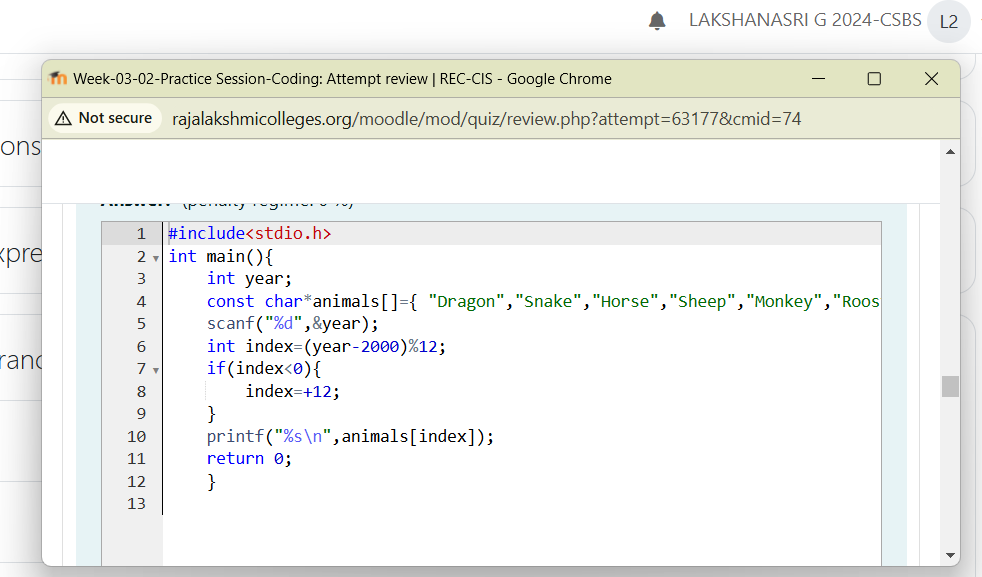 LAKSHANASRI G 2024-CSBS L2
Week-03-02-Practice Session-Coding: Attempt review | REC-CIS - Google Chrome
Not secure rajalakshmicolleges.org/moodle/mod/quiz/review.php?attempt=63177&cmid=74
ons
xpre
ranc
1 #include<stdio.h>
2 int main(){
3 int year;
4 const char*animals[]={ "Dragon","Snake","Horse","Sheep","Monkey","Roos
5 scanf("%d",&year);
6 int index=(year-2000)%12;
7 if(index<0){
8 index=+12;
9 }
10 printf("%s\n",animals[index]);
11 return 0;
12 }
13